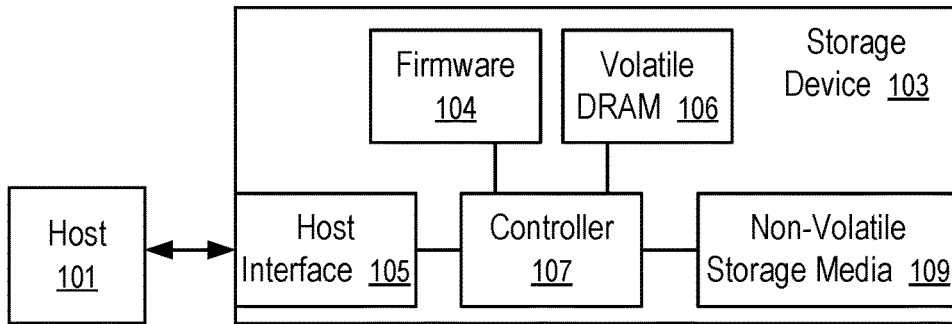 Storage
Device 103
Firmware
104
Volatile
DRAM 106
Host
101
Host
Interface 105
Controller
107
Non-Volatile
Storage Media 109